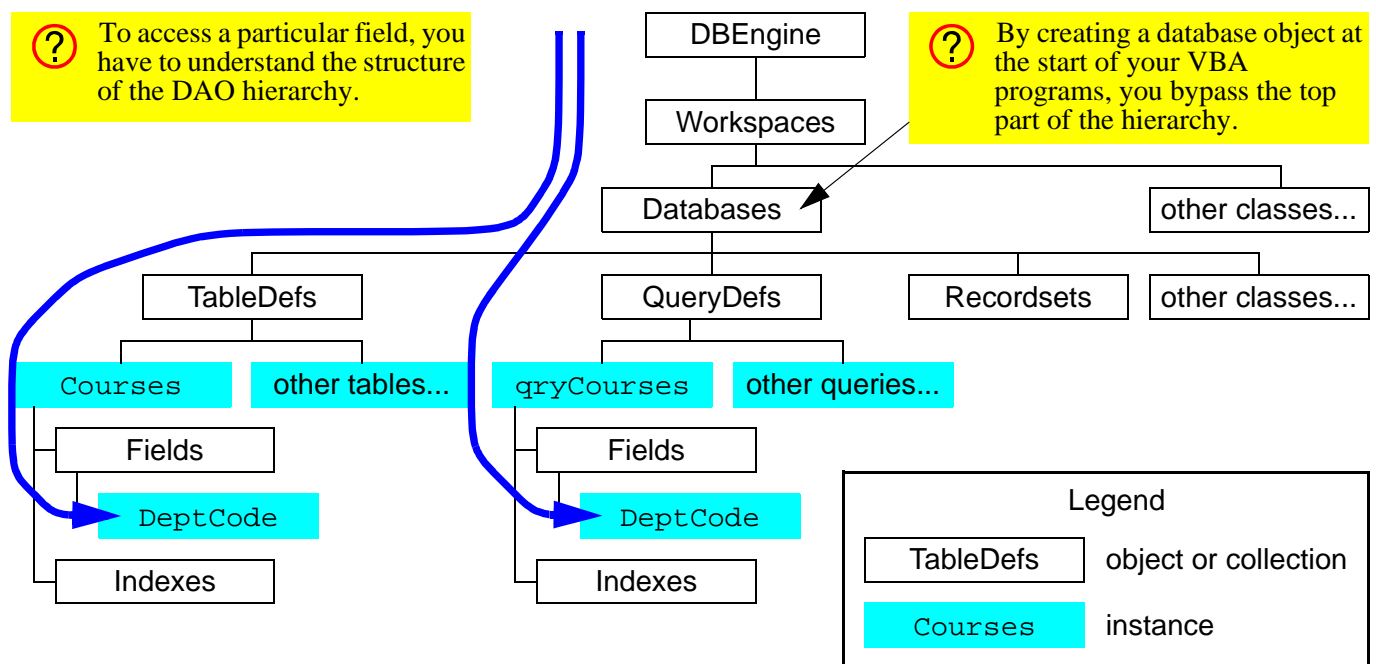 ? To access a particular field, you
have to understand the structure
of the DAO hierarchy.
DBEngine
? By creating a database object at
the start of your VBA
programs, you bypass the top
part of the hierarchy.
Workspaces
Databases
other classes...
TableDefs
QueryDefs
Recordsets
other classes...
Courses
other tables...
qryCourses
other queries...
Fields
Fields
DeptCode
DeptCode
Indexes
Indexes
Legend
TableDefs object or collection
Courses instance